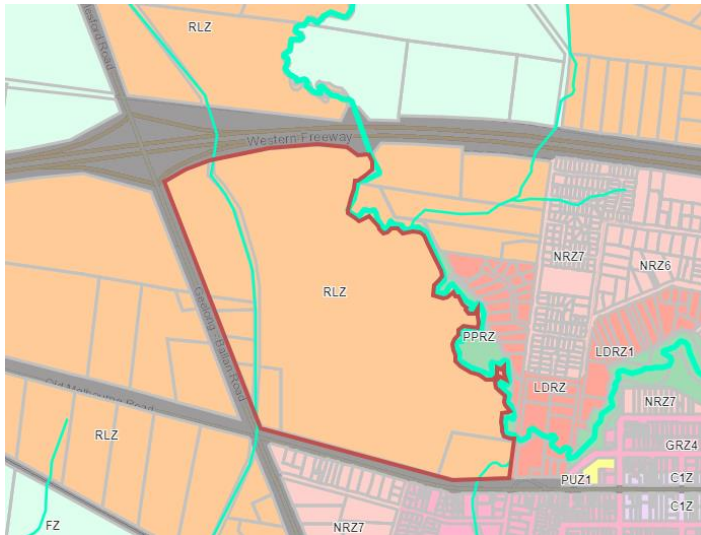 RLZ
Western Freeway
NRZ7
NRZ6
RLZ
PPRZ
LDRZ1
Geelong - Ballan Road
Old Melbourne Road
LDRZ
NRZ7
RLZ
GRZ4
PUZ1
C1Z
C1Z
FZ
NRZ7